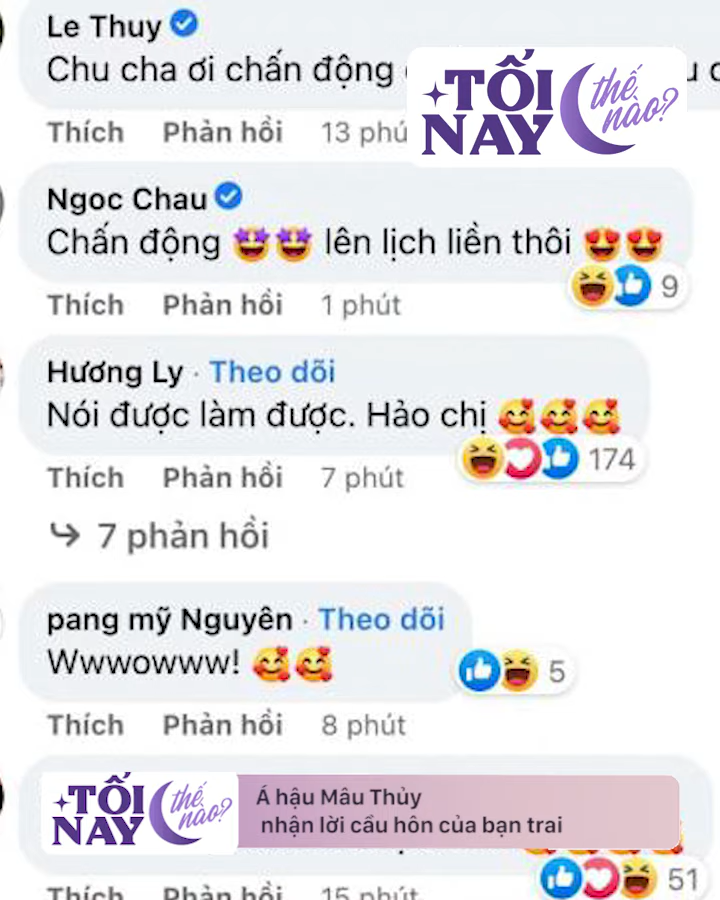 Le Thuy
Chu cha ơi chấn động
TỐI NAY thế nào?
Thích Phản hồi 13 phú
Ngoc Chau
Chấn động lên lịch liền thôi
9
Thích Phản hồi 1 phút
Hương Ly · Theo dõi
Nói được làm được. Hảo chị
174
Thích Phản hồi 7 phút
7 phản hồi
pang mỹ Nguyên · Theo dõi
Wwwowww!
5
Thích Phản hồi 8 phút
TỐI NAY thế nào?
Á hậu Mâu Thủy
nhận lời cầu hôn của bạn trai
51
Thích Phản hồi 15 phút